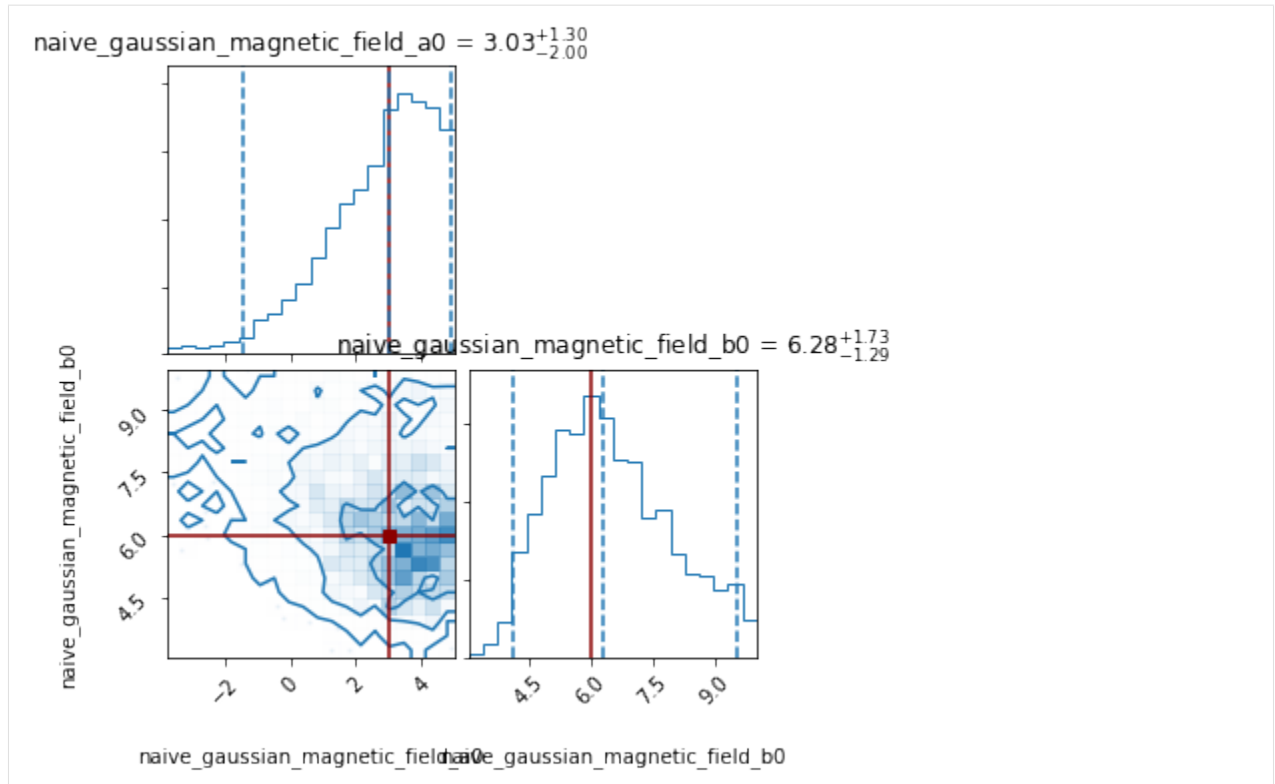 naive_gaussian_magnetic_field_a0 = 3.03+1.30−2.00
naive_gaussian_magnetic_field_b0 = 6.28+1.73−1.29
naive_gaussian_magnetic_field_b0
9.0
7.5
6.0
4.5
−2 0 2 4
4.5 6.0 7.5 9.0
naive_gaussian_magnetic_field_a0
naive_gaussian_magnetic_field_b0